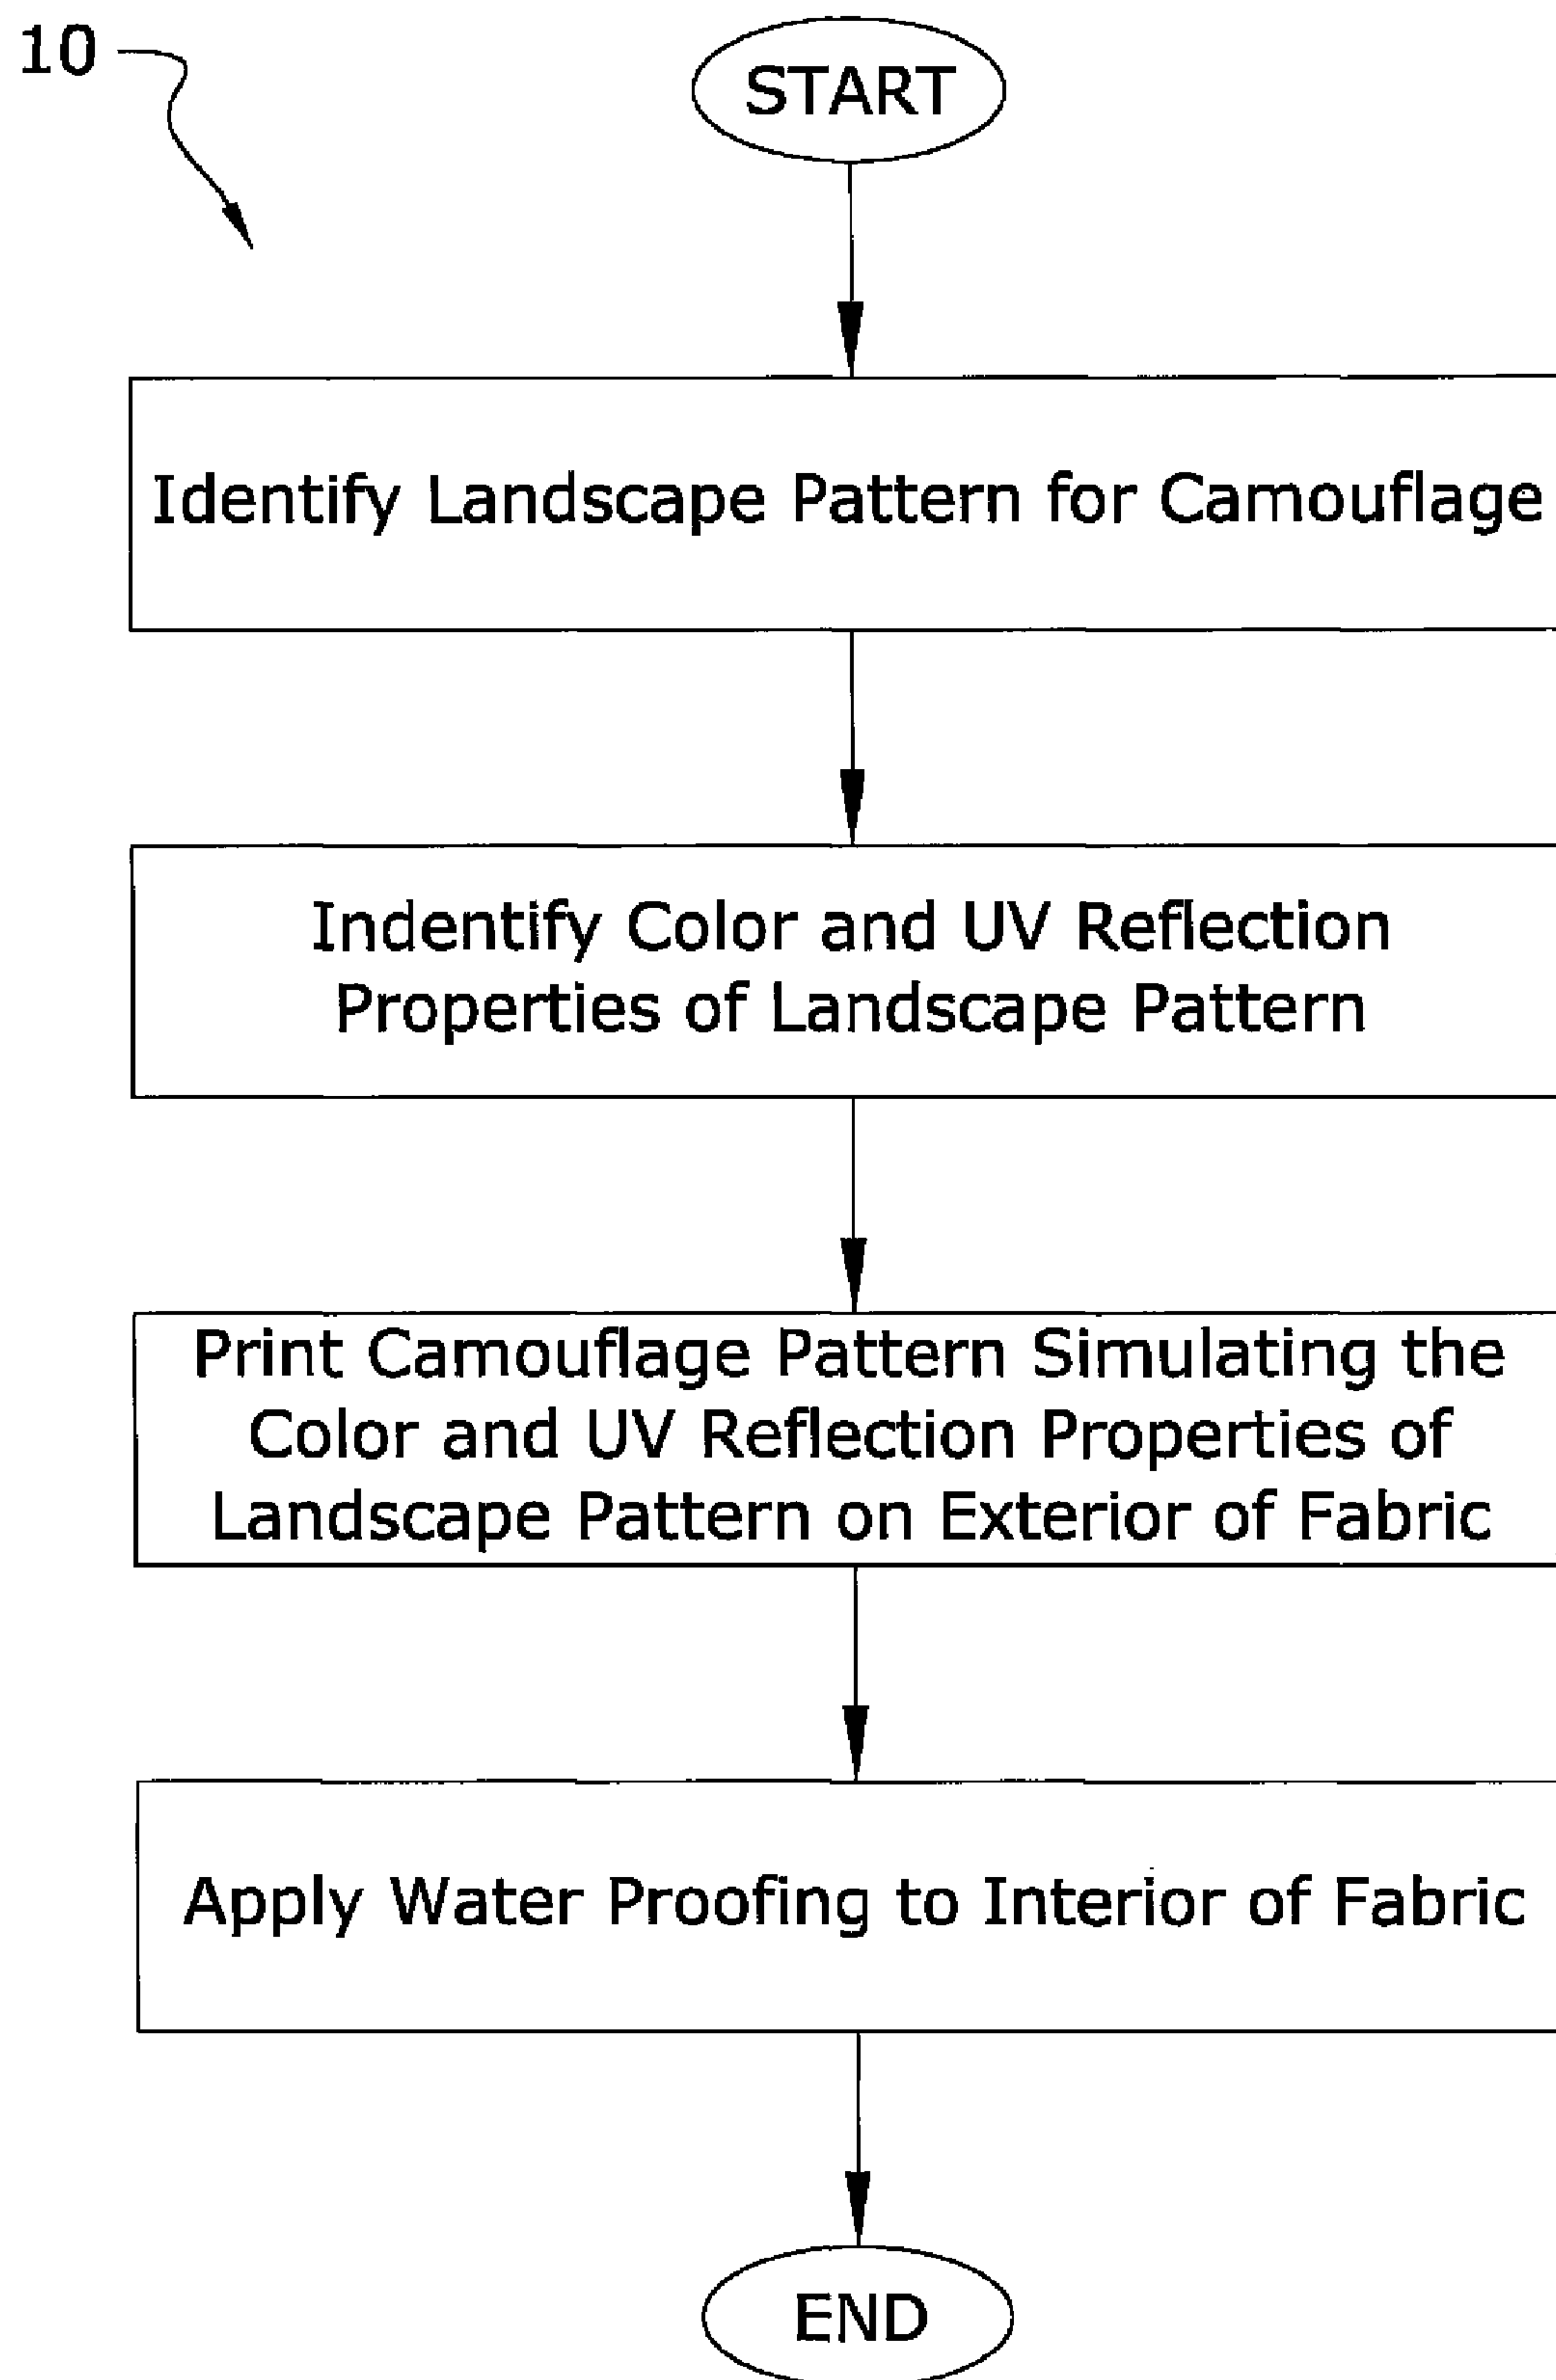 10
START
Identify Landscape Pattern for Camouflage
Indentify Color and UV Reflection
Properties of Landscape Pattern
Print Camouflage Pattern Simulating the
Color and UV Reflection Properties of
Landscape Pattern on Exterior of Fabric
Apply Water Proofing to Interior of Fabric
END